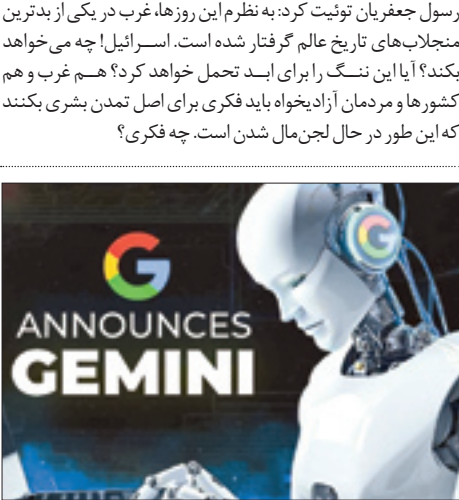 رسول جعفریان توئیت کرد: به نظرم این روزها، غرب در یکی از بدترین
منجلاب‌های تاریخ عالم گرفتار شده است. اسرائیل! چه می‌خواهد
بکند؟ آیا این ننگ را برای ابد تحمل خواهد کرد؟ هم غرب و هم
کشورها و مردمان آزادیخواه باید فکری برای اصل تمدن بشری بکنند
که این طور در حال لجن‌مال شدن است. چه فکری؟
G
ANNOUNCES
GEMINI